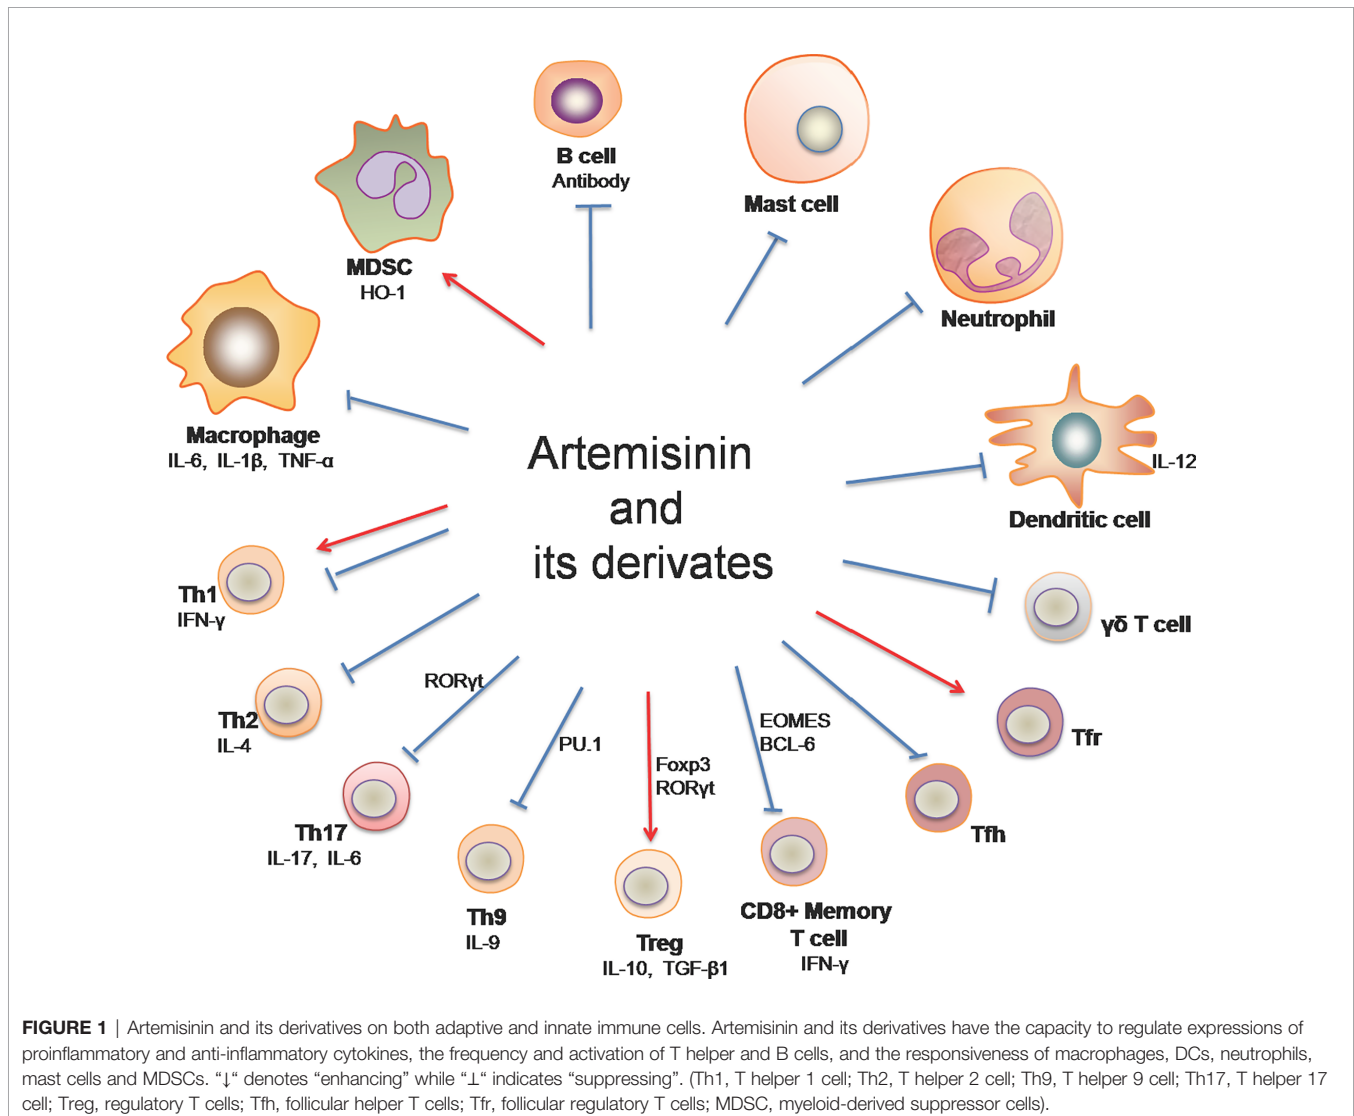 B cell
Antibody
Mast cell
MDSC
HO-1
Neutrophil
Macrophage
IL-6, IL-1β, TNF-α
Artemisinin
and
its derivates
IL-12
Dendritic cell
Th1
IFN-γ
γδ T cell
Th2
IL-4
RORγt
PU.1
Foxp3
RORγt
EOMES
BCL-6
Tfr
Tfh
Th17
IL-17, IL-6
Th9
IL-9
Treg
IL-10, TGF-β1
CD8+ Memory
T cell
IFN-γ
FIGURE 1 | Artemisinin and its derivatives on both adaptive and innate immune cells. Artemisinin and its derivatives have the capacity to regulate expressions of
proinflammatory and anti-inflammatory cytokines, the frequency and activation of T helper and B cells, and the responsiveness of macrophages, DCs, neutrophils,
mast cells and MDSCs. “↓“ denotes “enhancing” while “⊥“ indicates “suppressing”. (Th1, T helper 1 cell; Th2, T helper 2 cell; Th9, T helper 9 cell; Th17, T helper 17
cell; Treg, regulatory T cells; Tfh, follicular helper T cells; Tfr, follicular regulatory T cells; MDSC, myeloid-derived suppressor cells).